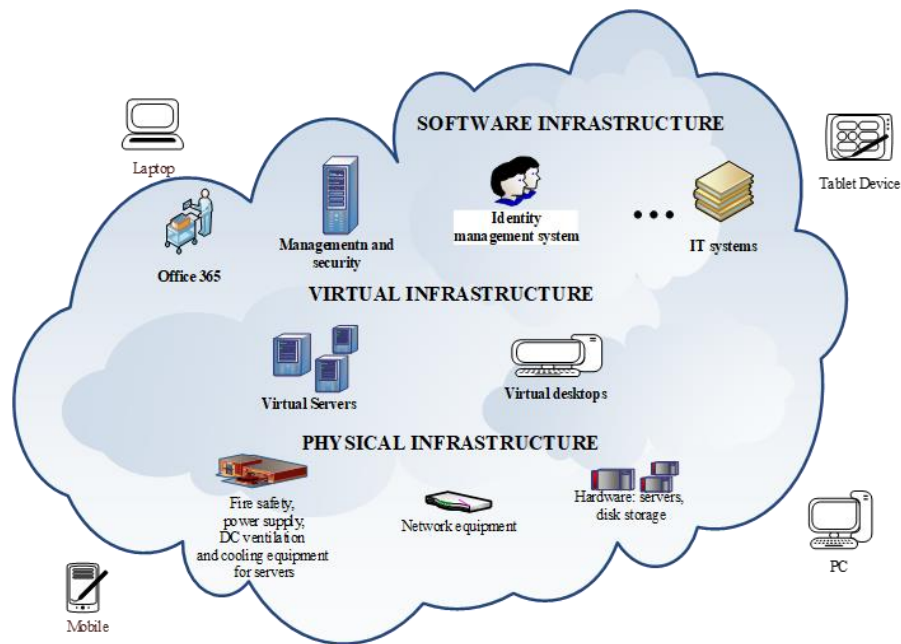 SOFTWARE INFRASTRUCTURE
Laptop
Tablet Device
Identity
management system
Managementn and
security
IT systems
Office 365
VIRTUAL INFRASTRUCTURE
Virtual Servers
Virtual desktops
PHYSICAL INFRASTRUCTURE
Fire safety,
power supply,
DC ventilation
and cooling equipment
for servers
Network equipment
Hardware: servers,
disk storage
PC
Mobile